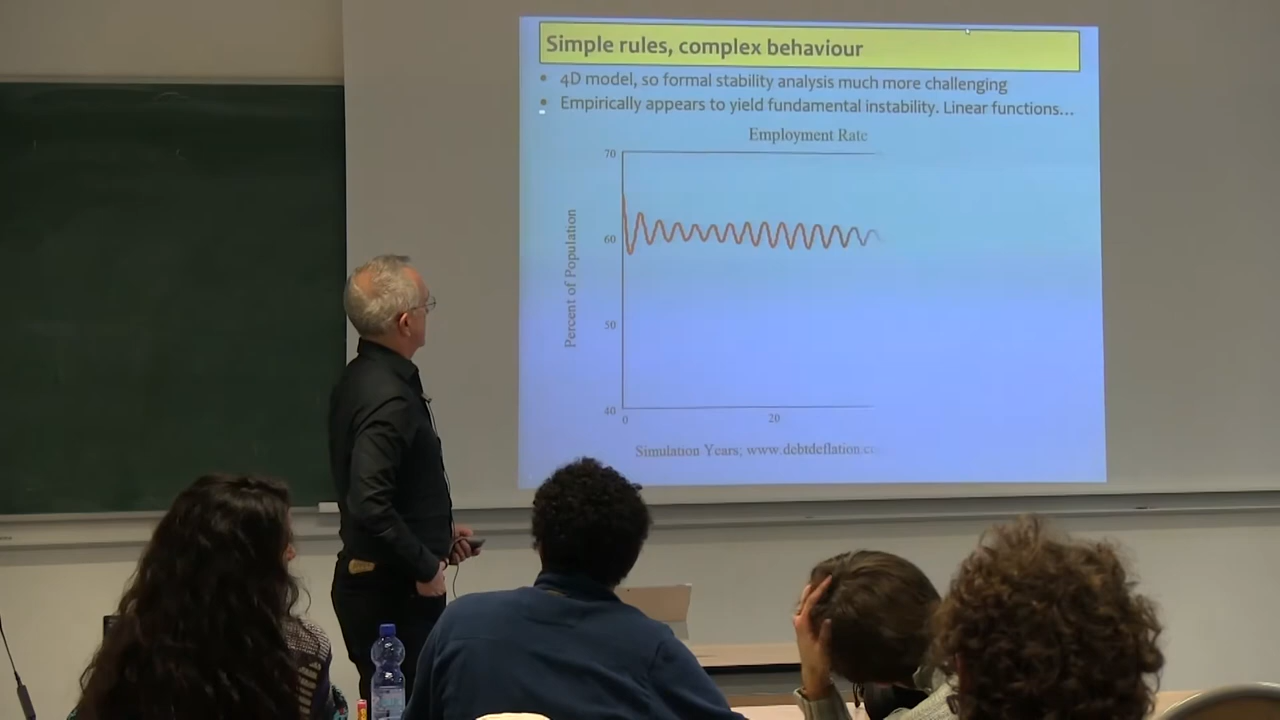 Simple rules, complex behaviour
• 4D model, so formal stability analysis much more challenging
• Empirically appears to yield fundamental instability. Linear functions...
Employment Rate
70
60
50
40
Percent of Population
0 20
Simulation Years; www.debtdeflation.c